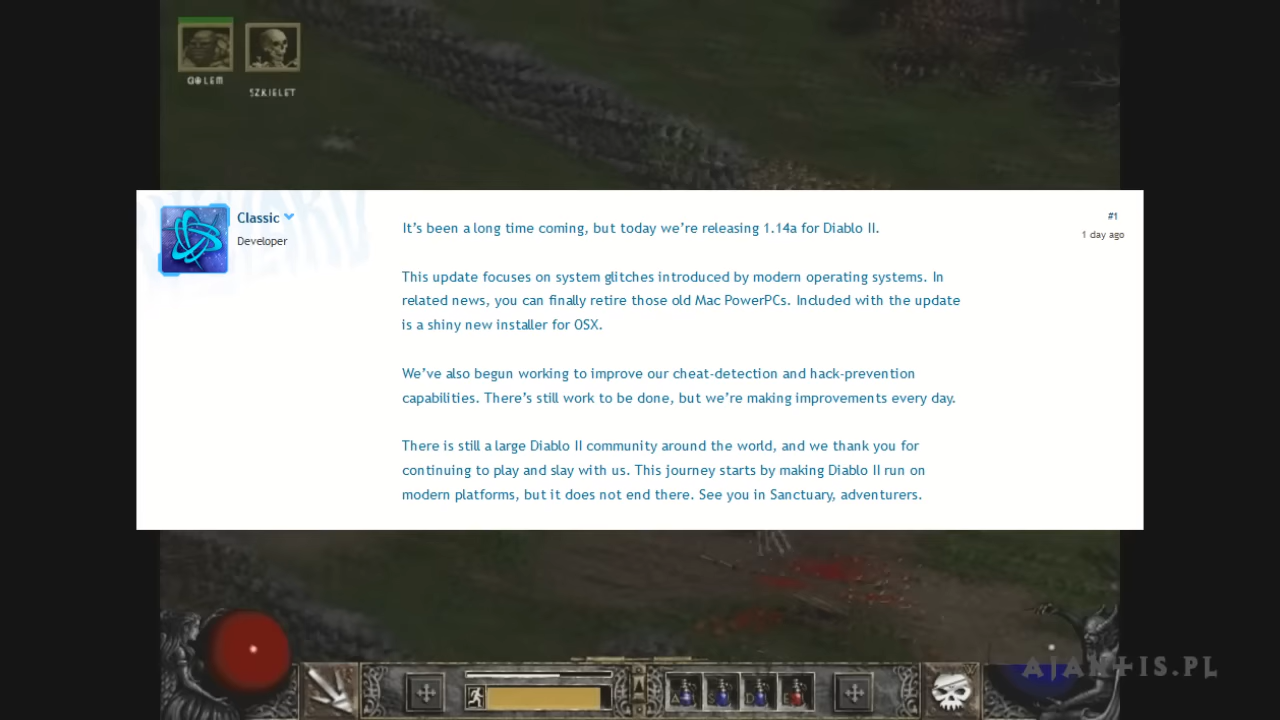 GOLEM
SZKIELET
Classic
Developer
#1
1 day ago
It's been a long time coming, but today we're releasing 1.14a for Diablo II.
This update focuses on system glitches introduced by modern operating systems. In
related news, you can finally retire those old Mac PowerPCs. Included with the update
is a shiny new installer for OSX.
We've also begun working to improve our cheat-detection and hack-prevention
capabilities. There's still work to be done, but we're making improvements every day.
There is still a large Diablo II community around the world, and we thank you for
continuing to play and slay with us. This journey starts by making Diablo II run on
modern platforms, but it does not end there. See you in Sanctuary, adventurers.
AJANTIS.PL